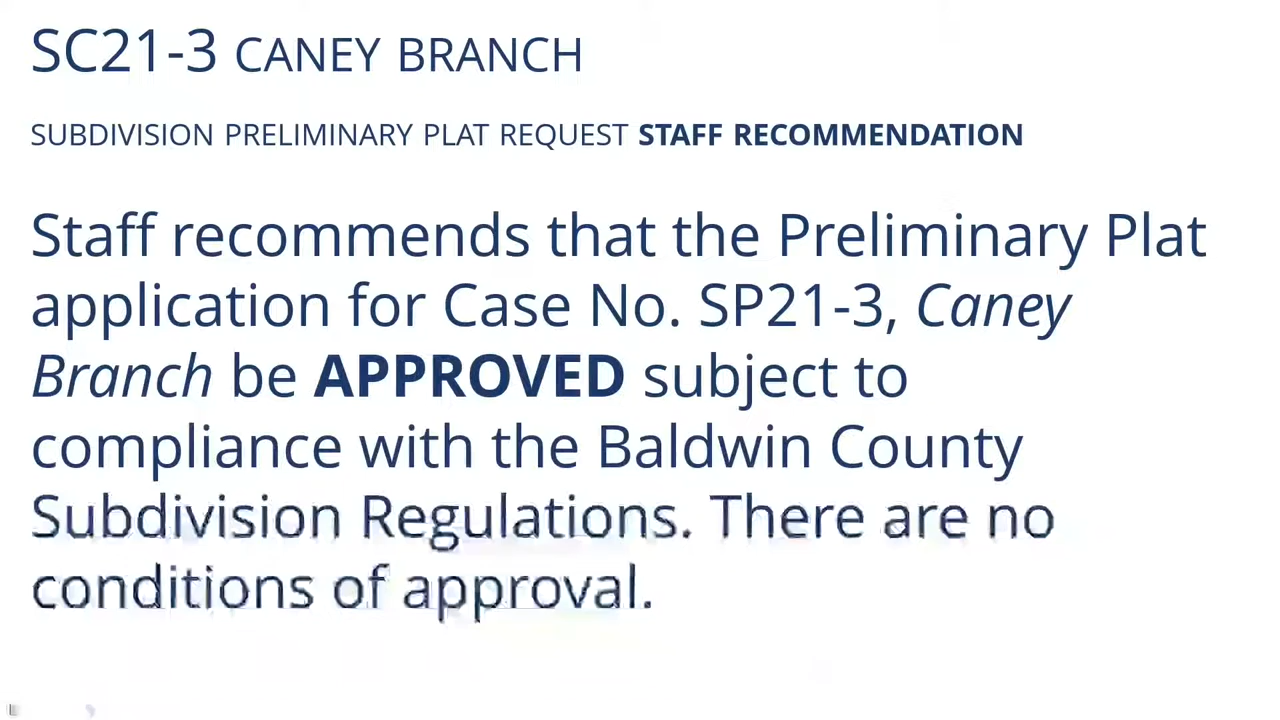 SC21-3 CANEY BRANCH
SUBDIVISION PRELIMINARY PLAT REQUEST STAFF RECOMMENDATION
Staff recommends that the Preliminary Plat
application for Case No. SP21-3, Caney
Branch be APPROVED subject to
compliance with the Baldwin County
Subdivision Regulations. There are no
conditions of approval.